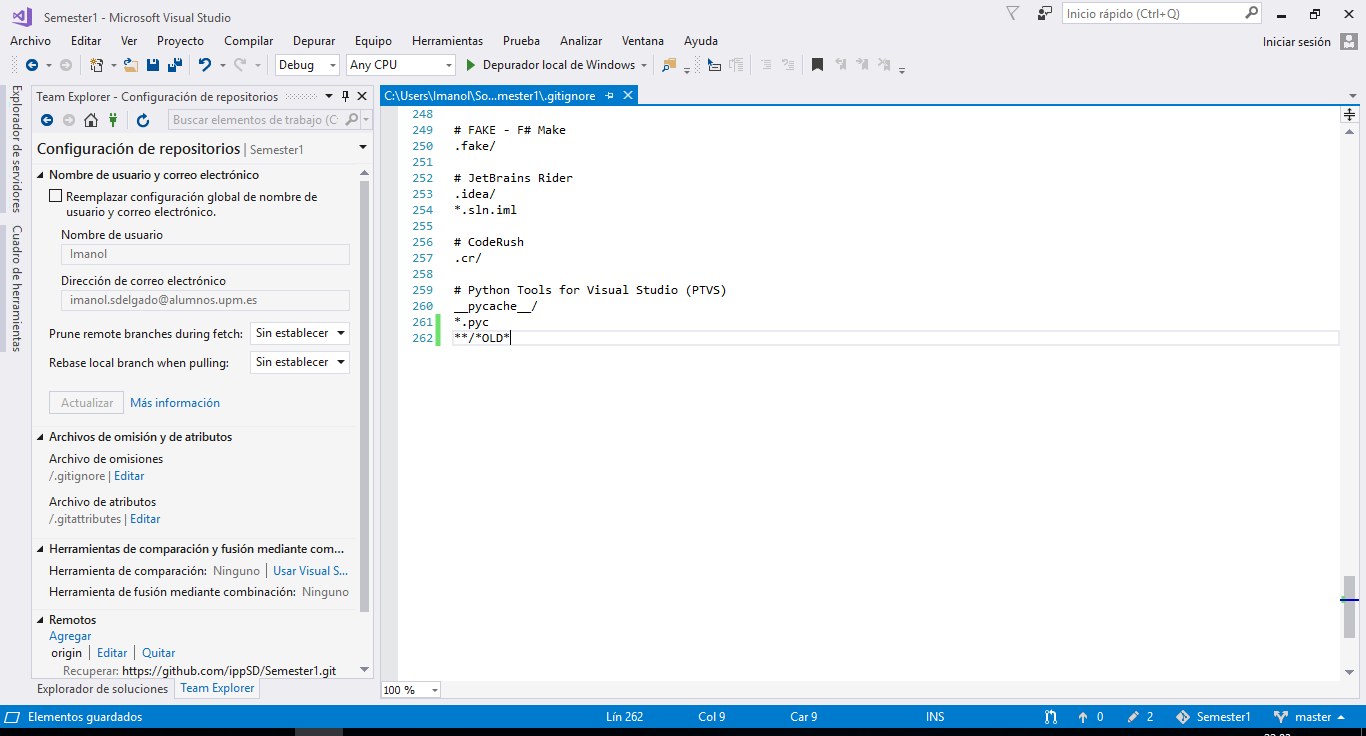 Semester1 - Microsoft Visual Studio
Inicio rápido (Ctrl+Q)
Archivo Editar Ver Proyecto Compilar Depurar Equipo Herramientas Prueba Analizar Ventana Ayuda
Iniciar sesión
Debug Any CPU Depurador local de Windows
Explorador de servidores
Cuadro de herramientas
Team Explorer - Configuración de repositorios
Buscar elementos de trabajo (C
Configuración de repositorios | Semester1
Nombre de usuario y correo electrónico
Reemplazar configuración global de nombre de
usuario y correo electrónico.
Nombre de usuario
Imanol
Dirección de correo electrónico
imanol.sdelgado@alumnos.upm.es
Prune remote branches during fetch: Sin establecer
Rebase local branch when pulling: Sin establecer
Actualizar Más información
Archivos de omisión y de atributos
Archivo de omisiones
/.gitignore | Editar
Archivo de atributos
/.gitattributes | Editar
Herramientas de comparación y fusión mediante com...
Herramienta de comparación: Ninguno | Usar Visual S...
Herramienta de fusión mediante combinación: Ninguno
Remotos
Agregar
origin | Editar | Quitar
Recuperar: https://github.com/ippSD/Semester1.git
Explorador de soluciones Team Explorer
C:\Users\Imanol\So...mester1\.gitignore
248
249 # FAKE - F# Make
250 .fake/
251
252 # JetBrains Rider
253 .idea/
254 *.sln.iml
255
256 # CodeRush
257 .cr/
258
259 # Python Tools for Visual Studio (PTVS)
260 __pycache__/
261 *.pyc
262 **/*OLD*
100 %
Elementos guardados Lín 262 Col 9 Car 9 INS 0 2 Semester1 master